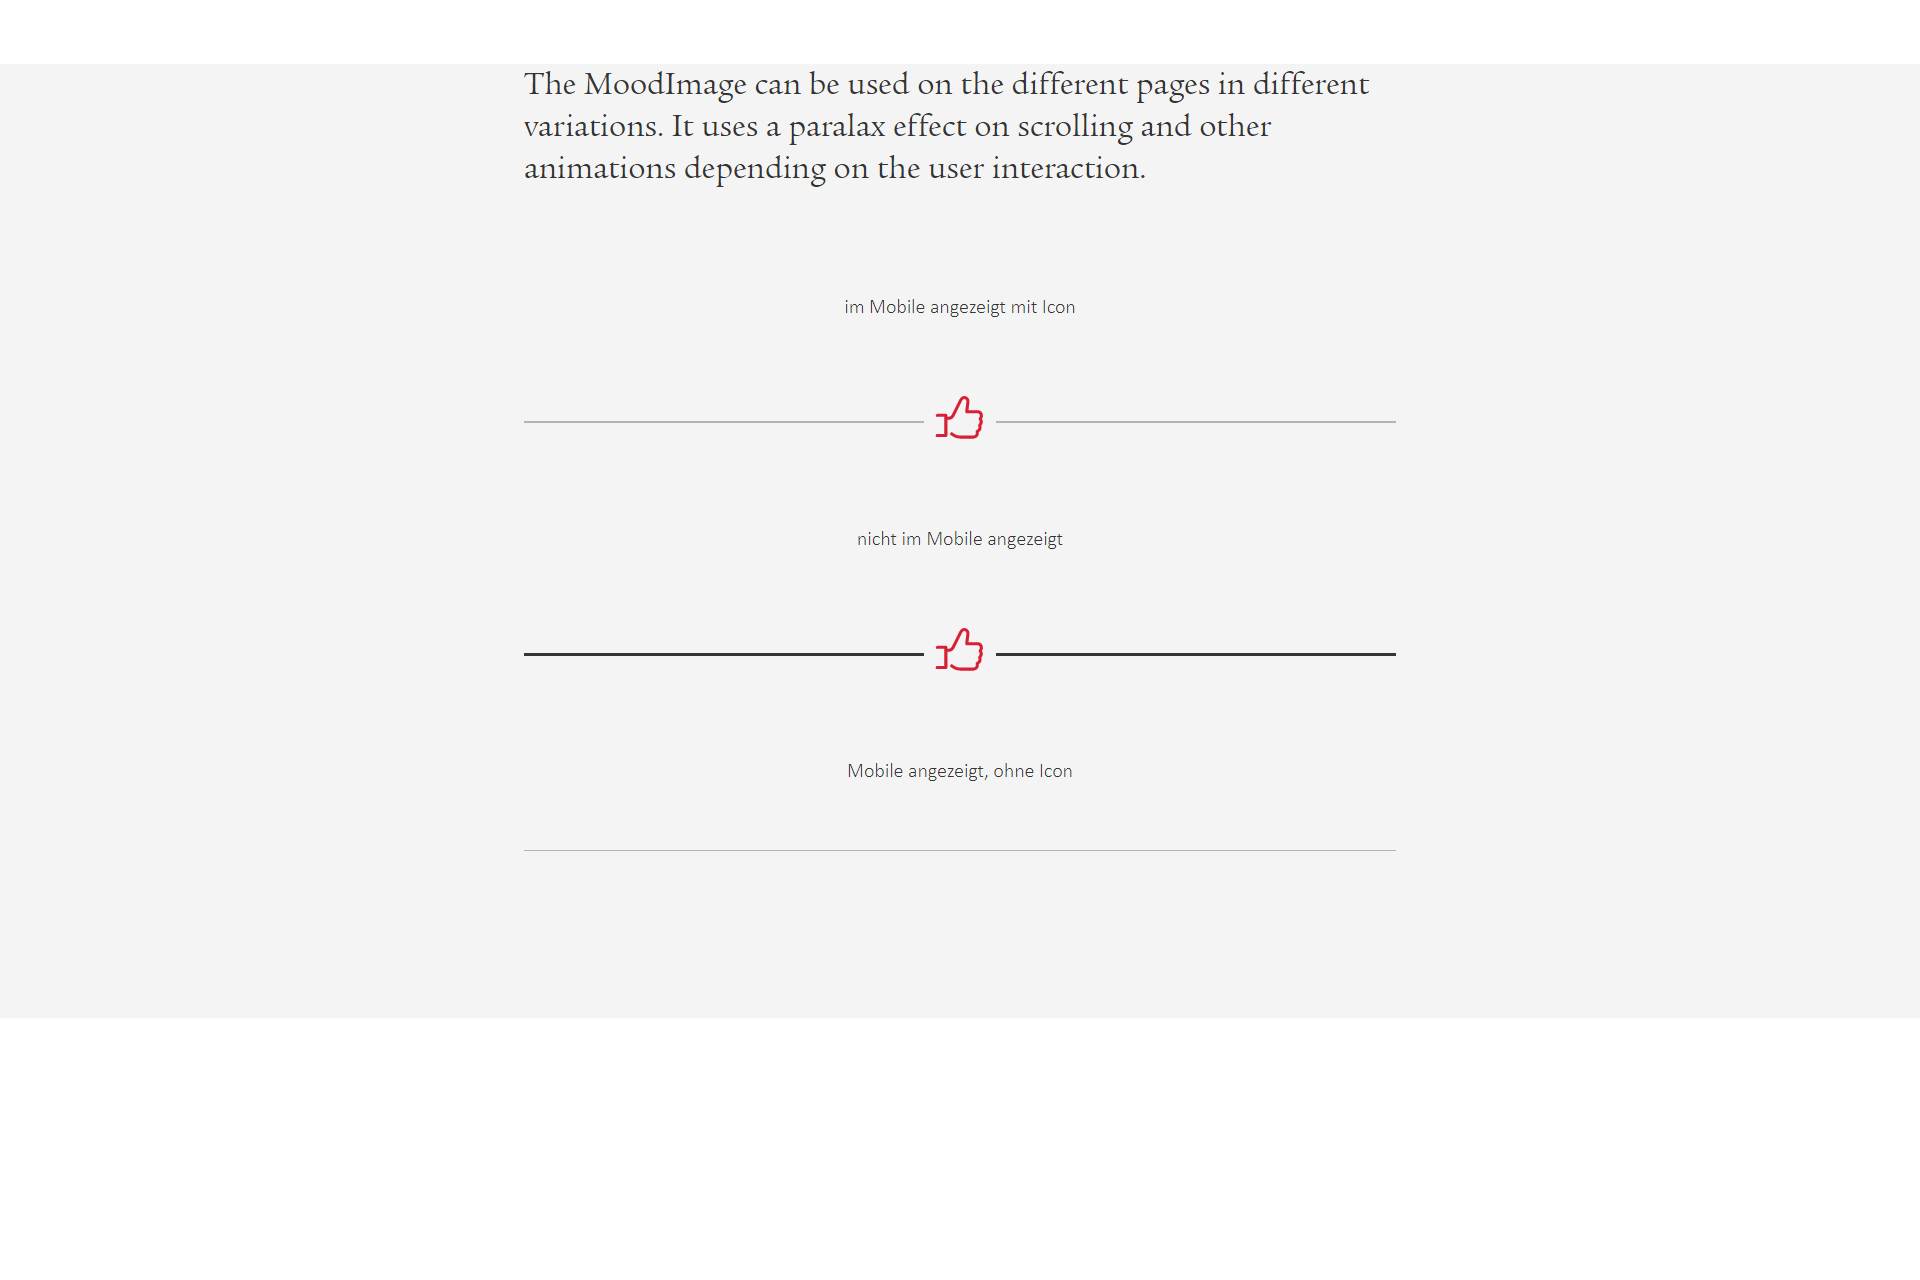 The MoodImage can be used on the different pages in different
variations. It uses a paralax effect on scrolling and other
animations depending on the user interaction.
im Mobile angezeigt mit Icon
nicht im Mobile angezeigt
Mobile angezeigt, ohne Icon